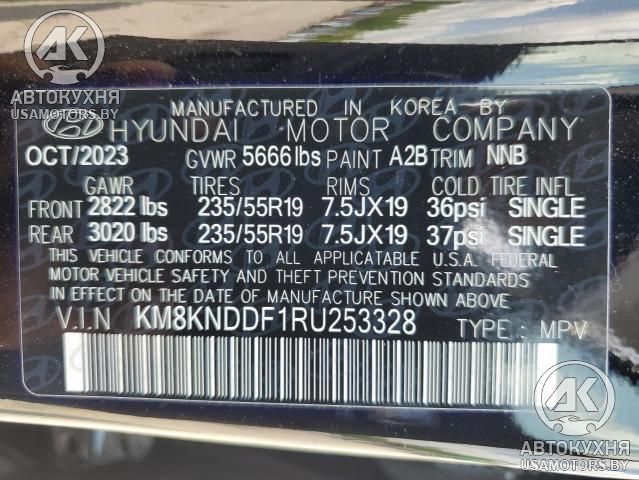 АК
АВТОКУХНЯ
USAMOTORS.BY
MANUFACTURED IN KOREA BY
HYUNDAI MOTOR COMPANY
OCT/2023 GVWR 5666 lbs PAINT A2B TRIM NNB
GAWR TIRES RIMS COLD TIRE INFL
FRONT 2822 lbs 235/55R19 7.5JX19 36psi SINGLE
REAR 3020 lbs 235/55R19 7.5JX19 37psi SINGLE
THIS VEHICLE CONFORMS TO ALL APPLICATABLE U.S.A. FEDERAL
MOTOR VEHICLE SAFETY AND THEFT PREVENTION STANDARDS
IN EFFECT ON THE DATE OF MANUFACTURE SHOWN ABOVE.
V.I.N KM8KNDDF1RU253328 TYPE : MPV
АК
АВТОКУХНЯ
USAMOTORS.BY